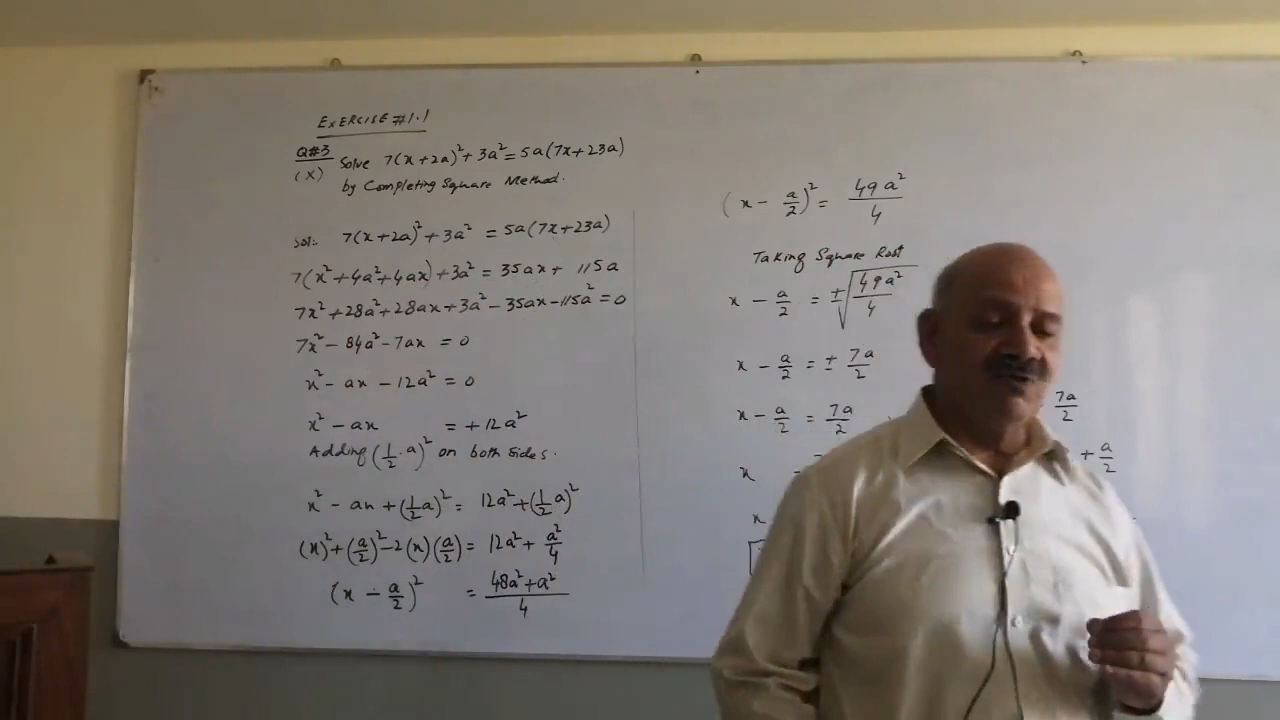 EXERCISE #1.1
Q#3
(X) Solve 7(x+2a)²+3a²=5a(7x+23a)
by Completing Square Method.
Sol: 7(x+2a)²+3a² = 5a(7x+23a)
7(x²+4a²+4ax)+3a² = 35ax+ 115a
7x²+28a²+28ax+3a²-35ax-115a²=0
7x²-84a²-7ax =0
x²-ax-12a²=0
x²-ax =+12a²
Adding (1/2·a)² on both sides.
x²-ax+(1/2a)²= 12a²+(1/2a)²
(x)²+(a/2)²-2(x)(a/2)= 12a²+a²/4
(x-a/2)² = 48a²+a²/4
(x-a/2)²= 49a²/4
Taking Square Root
x-a/2 = ±√49a²/4
x-a/2 = ± 7a/2
x-a/2 = 7a/2 7a/2
x = +a/2
x